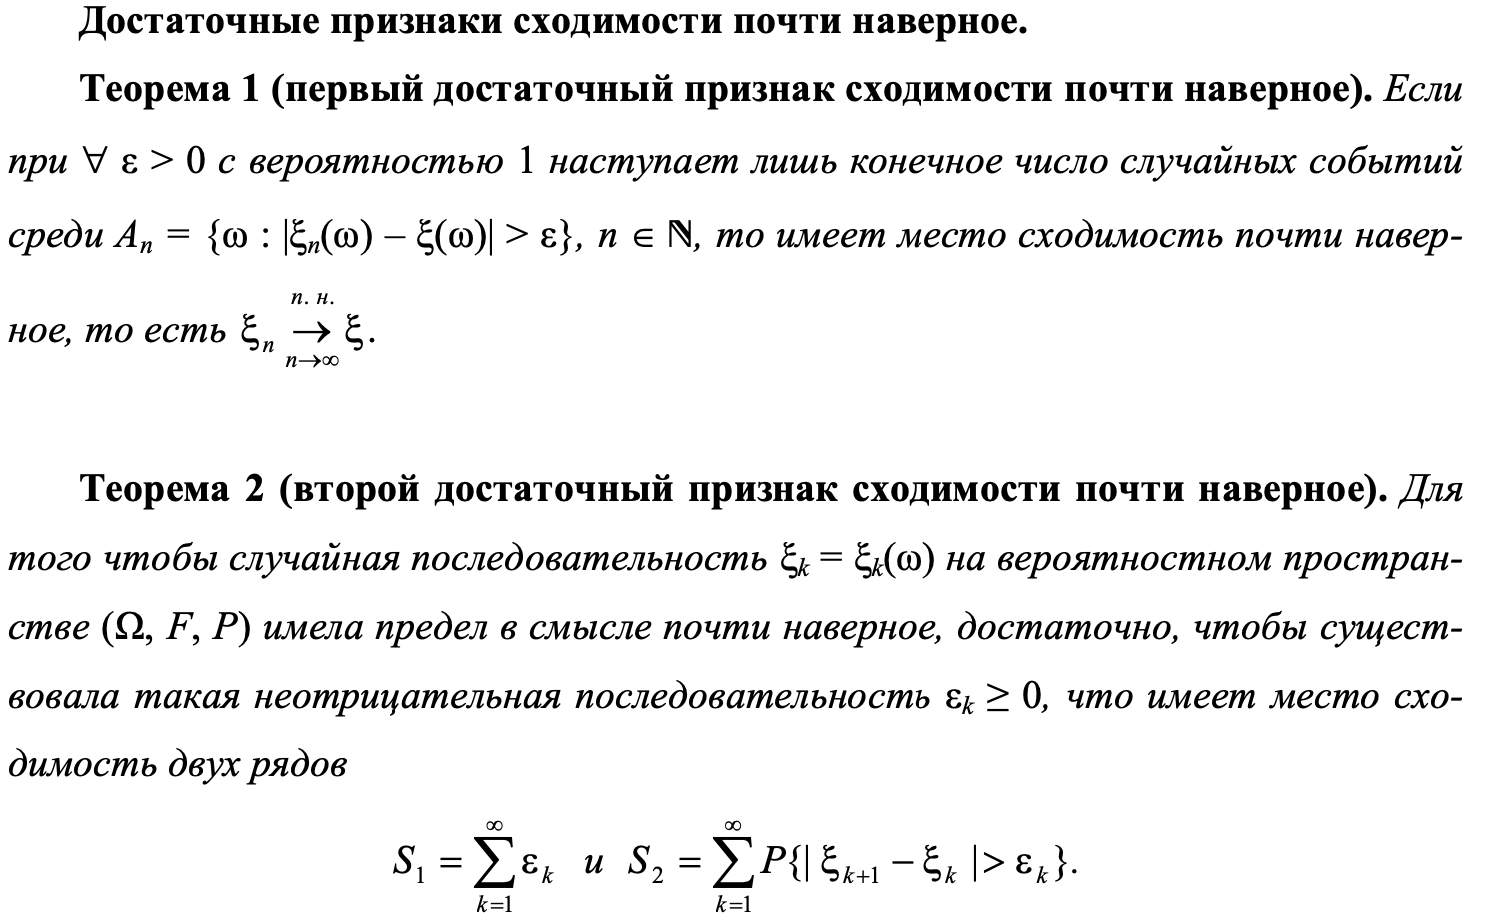 Достаточные признаки сходимости почти наверное.
Теорема 1 (первый достаточный признак сходимости почти наверное). Если
при ∀ ε > 0 с вероятностью 1 наступает лишь конечное число случайных событий
среди Aₙ = {ω : |ξₙ(ω) – ξ(ω)| > ε}, n ∈ ℕ, то имеет место сходимость почти навер-
п. н.
ное, то есть ξₙ → ξ.
n→∞
Теорема 2 (второй достаточный признак сходимости почти наверное). Для
того чтобы случайная последовательность ξₖ = ξₖ(ω) на вероятностном простран-
стве (Ω, F, P) имела предел в смысле почти наверное, достаточно, чтобы сущест-
вовала такая неотрицательная последовательность εₖ ≥ 0, что имеет место схо-
димость двух рядов
∞ ∞
S₁ = ∑ εₖ и S₂ = ∑ P{| ξₖ₊₁ − ξₖ |> εₖ}.
k=1 k=1